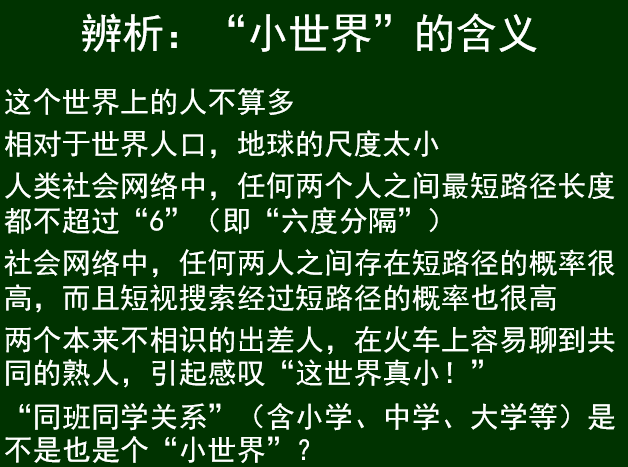 辨析：“小世界”的含义
这个世界上的人不算多
相对于世界人口，地球的尺度太小
人类社会网络中，任何两个人之间最短路径长度
都不超过“6”（即“六度分隔”）
社会网络中，任何两人之间存在短路径的概率很
高，而且短视搜索经过短路径的概率也很高
两个本来不相识的出差人，在火车上容易聊到共
同的熟人，引起感叹“这世界真小！”
“同班同学关系”（含小学、中学、大学等）是
不是也是个“小世界”？